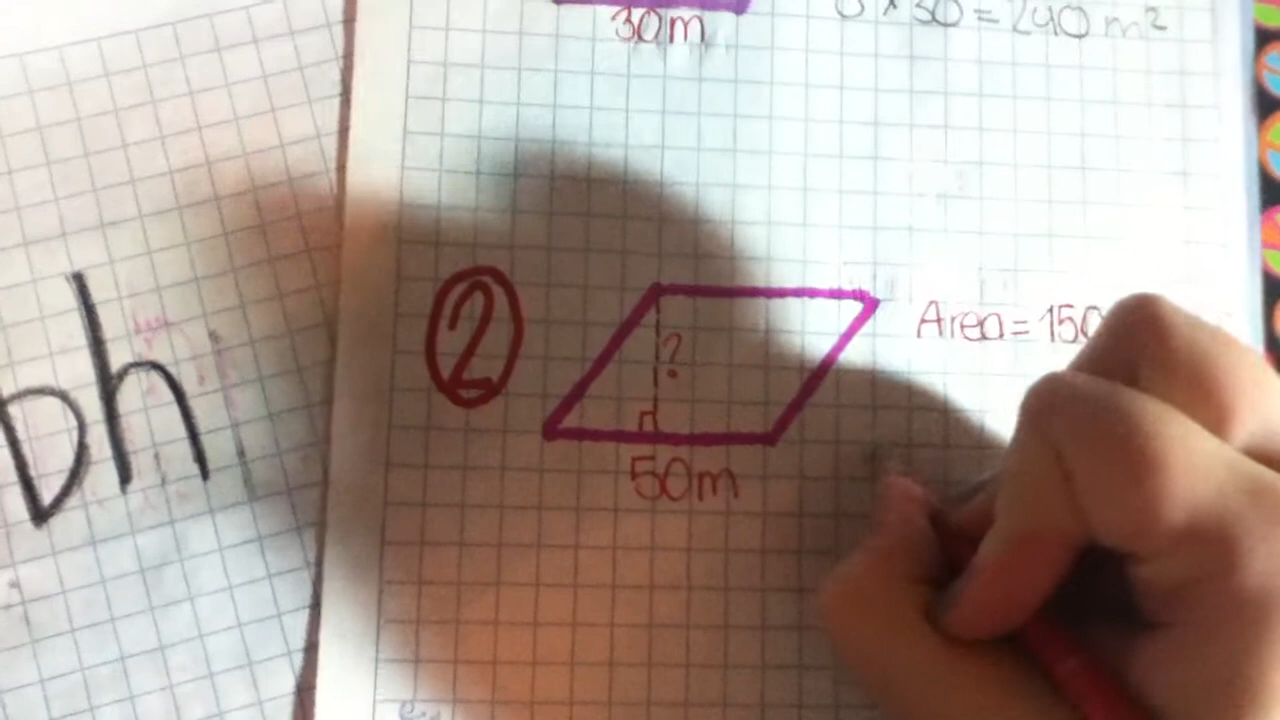 30m
= 240 m²
2
?
Area = 150
50m
bh